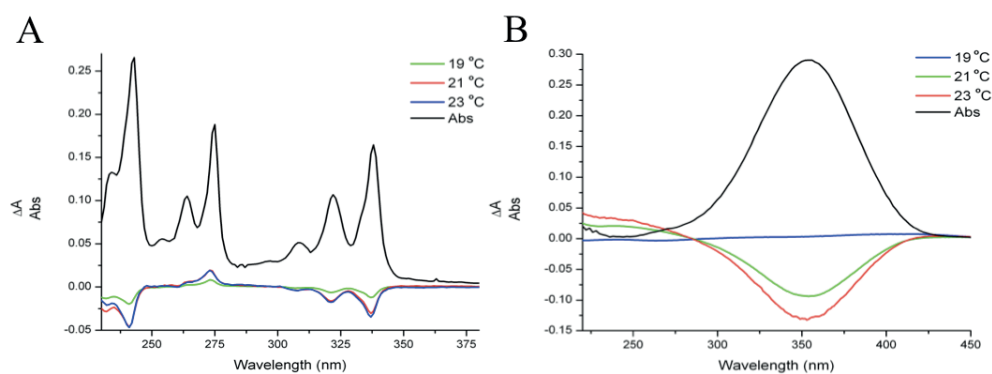 A
0.25
0.20
0.15
0.10
0.05
0.00
-0.05
250
275
300
325
350
375
Wavelength (nm)
ΔA
Abs
19 °C
21 °C
23 °C
Abs
B
0.30
0.25
0.20
0.15
0.10
0.05
0.00
-0.05
-0.10
-0.15
250
300
350
400
450
Wavelength (nm)
ΔA
Abs
19 °C
21 °C
23 °C
Abs